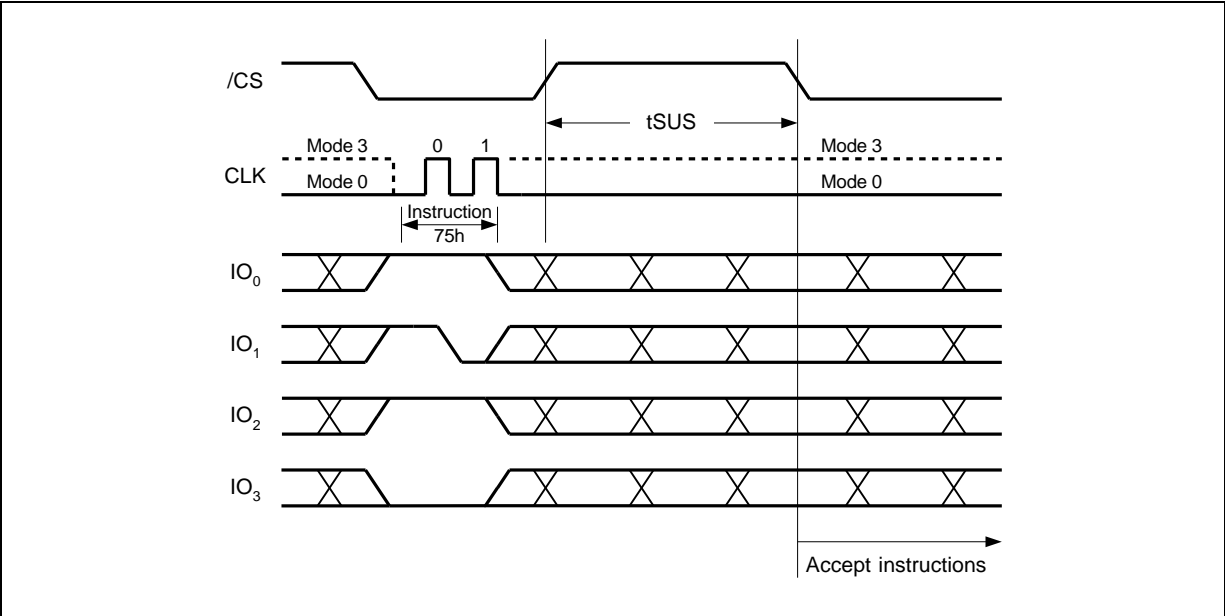 /CS
tSUS
Mode 3 0 1 Mode 3
CLK
Mode 0 Mode 0
Instruction
75h
IO0
IO1
IO2
IO3
Accept instructions